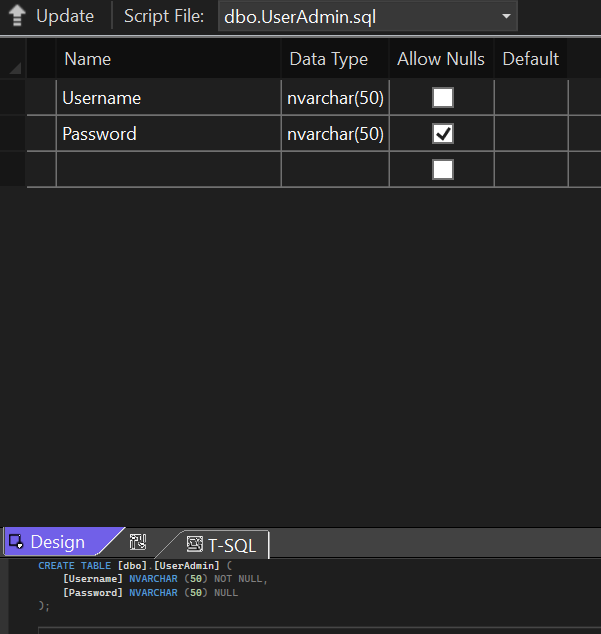 Update Script File: dbo.UserAdmin.sql
Name Data Type Allow Nulls Default
Username nvarchar(50)
Password nvarchar(50)
Design T-SQL
CREATE TABLE [dbo].[UserAdmin] (
[Username] NVARCHAR (50) NOT NULL,
[Password] NVARCHAR (50) NULL
);